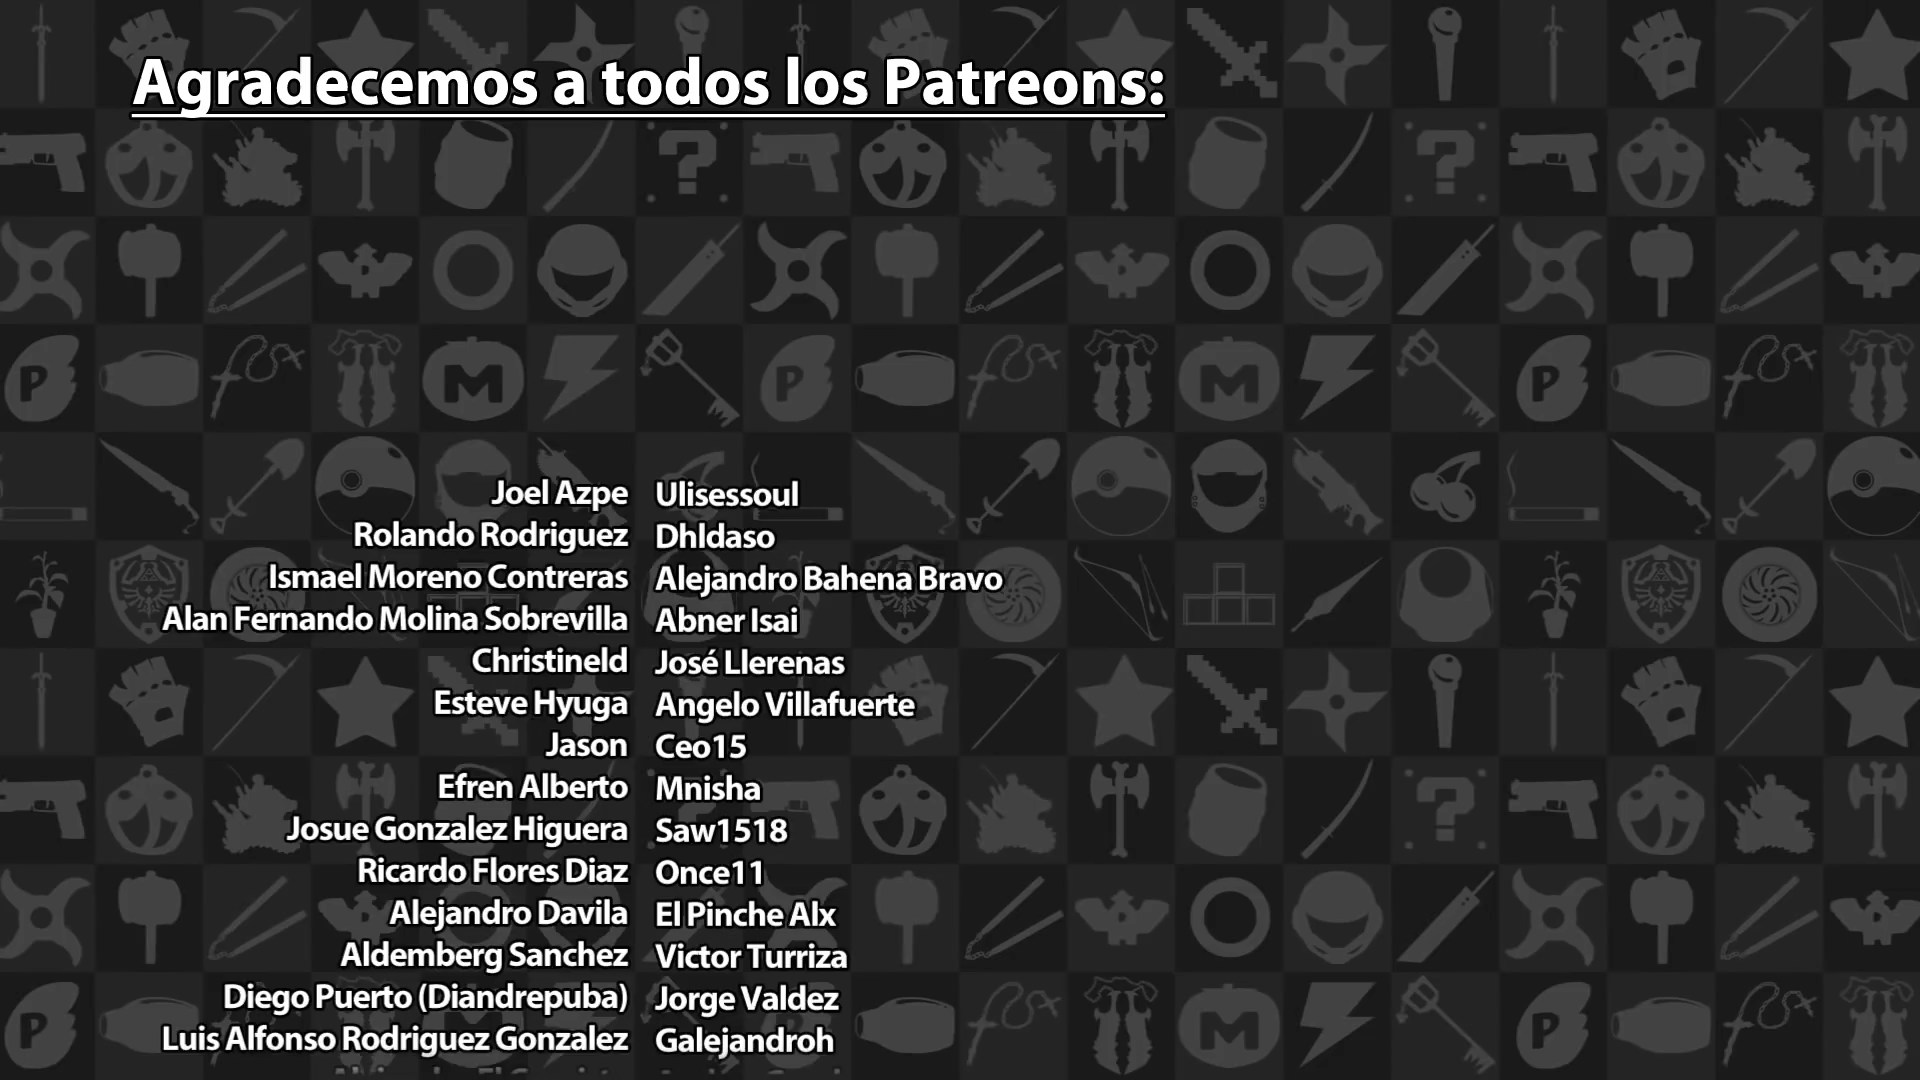 Agradecemos a todos los Patreons:
Joel Azpe
Rolando Rodriguez
Ismael Moreno Contreras
Alan Fernando Molina Sobrevilla
Christineld
Esteve Hyuga
Jason
Efren Alberto
Josue Gonzalez Higuera
Ricardo Flores Diaz
Alejandro Davila
Aldemberg Sanchez
Diego Puerto (Diandrepuba)
Luis Alfonso Rodriguez Gonzalez
Ulisessoul
Dhldaso
Alejandro Bahena Bravo
Abner Isai
José Llerenas
Angelo Villafuerte
Ceo15
Mnisha
Saw1518
Once11
El Pinche Alx
Victor Turriza
Jorge Valdez
Galejandroh